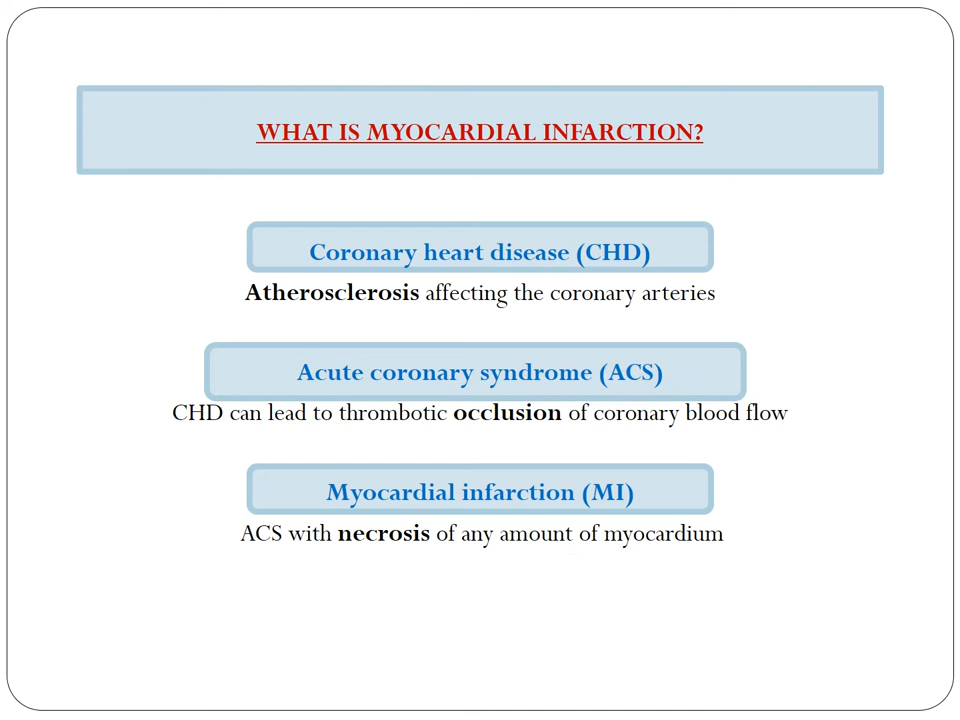 WHAT IS MYOCARDIAL INFARCTION?
Coronary heart disease (CHD)
Atherosclerosis affecting the coronary arteries
Acute coronary syndrome (ACS)
CHD can lead to thrombotic occlusion of coronary blood flow
Myocardial infarction (MI)
ACS with necrosis of any amount of myocardium